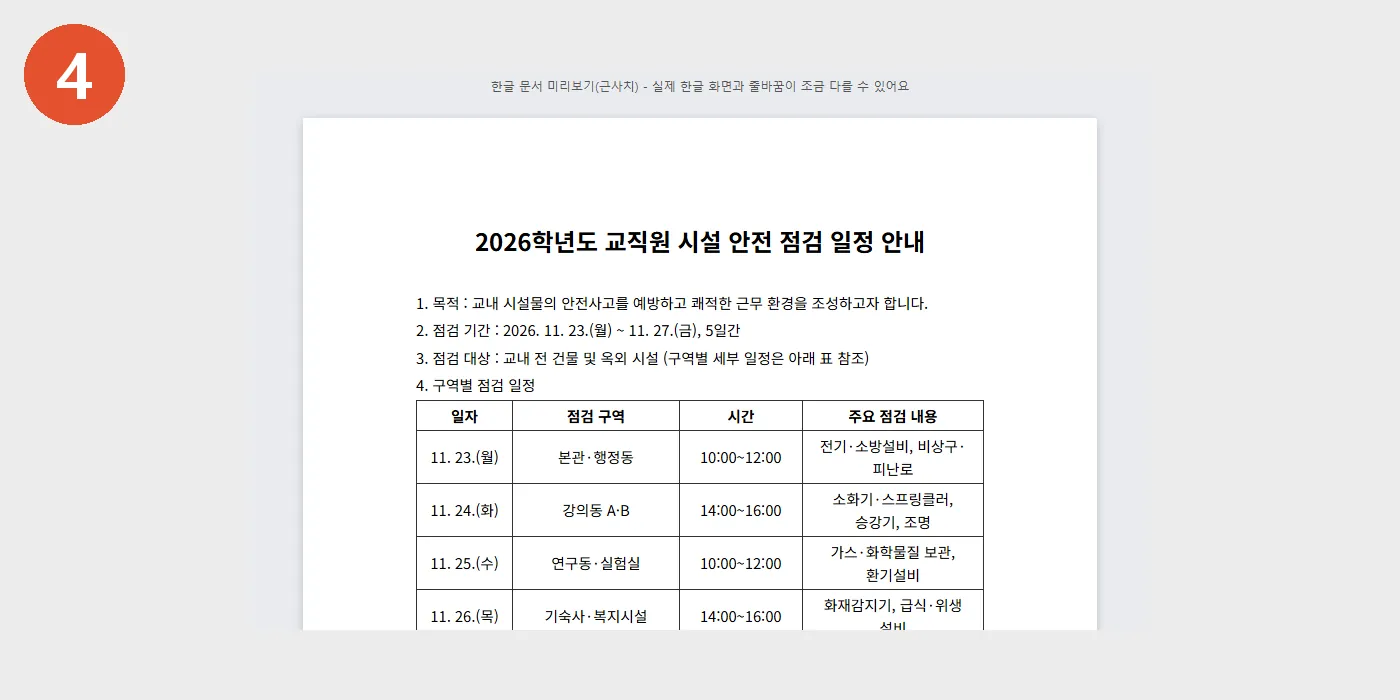 4
한글 문서 미리보기(근사치) - 실제 한글 화면과 줄바꿈이 조금 다를 수 있어요
2026학년도 교직원 시설 안전 점검 일정 안내
1. 목적 : 교내 시설물의 안전사고를 예방하고 쾌적한 근무 환경을 조성하고자 합니다.
2. 점검 기간 : 2026. 11. 23.(월) ~ 11. 27.(금), 5일간
3. 점검 대상 : 교내 전 건물 및 옥외 시설 (구역별 세부 일정은 아래 표 참조)
4. 구역별 점검 일정
일자 점검 구역 시간 주요 점검 내용
11. 23.(월) 본관·행정동 10:00~12:00 전기·소방설비, 비상구·
피난로
11. 24.(화) 강의동 A·B 14:00~16:00 소화기·스프링클러,
승강기, 조명
11. 25.(수) 연구동·실험실 10:00~12:00 가스·화학물질 보관,
환기설비
11. 26.(목) 기숙사·복지시설 14:00~16:00 화재감지기, 급식·위생
설비